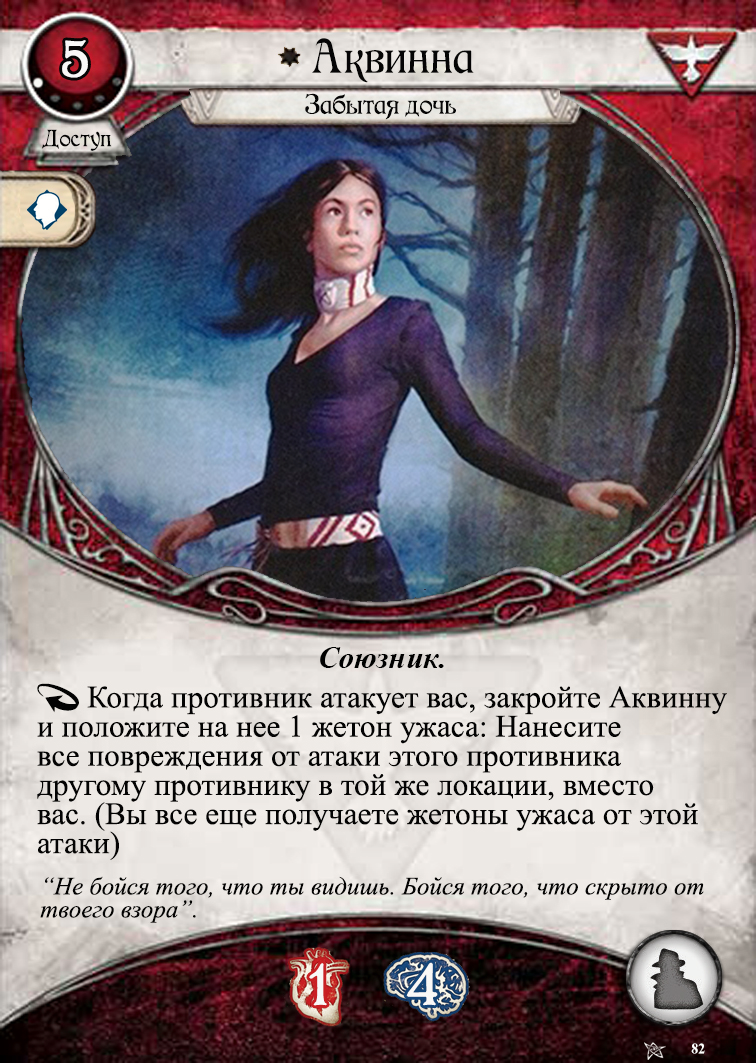 5
Аквинна
Забытая дочь
Доступ
Союзник.
Когда противник атакует вас, закройте Аквинну
и положите на нее 1 жетон ужаса: Нанесите
все повреждения от атаки этого противника
другому противнику в той же локации, вместо
вас. (Вы все еще получаете жетоны ужаса от этой
атаки)
“Не бойся того, что ты видишь. Бойся того, что скрыто от
твоего взора”.
1 4
82